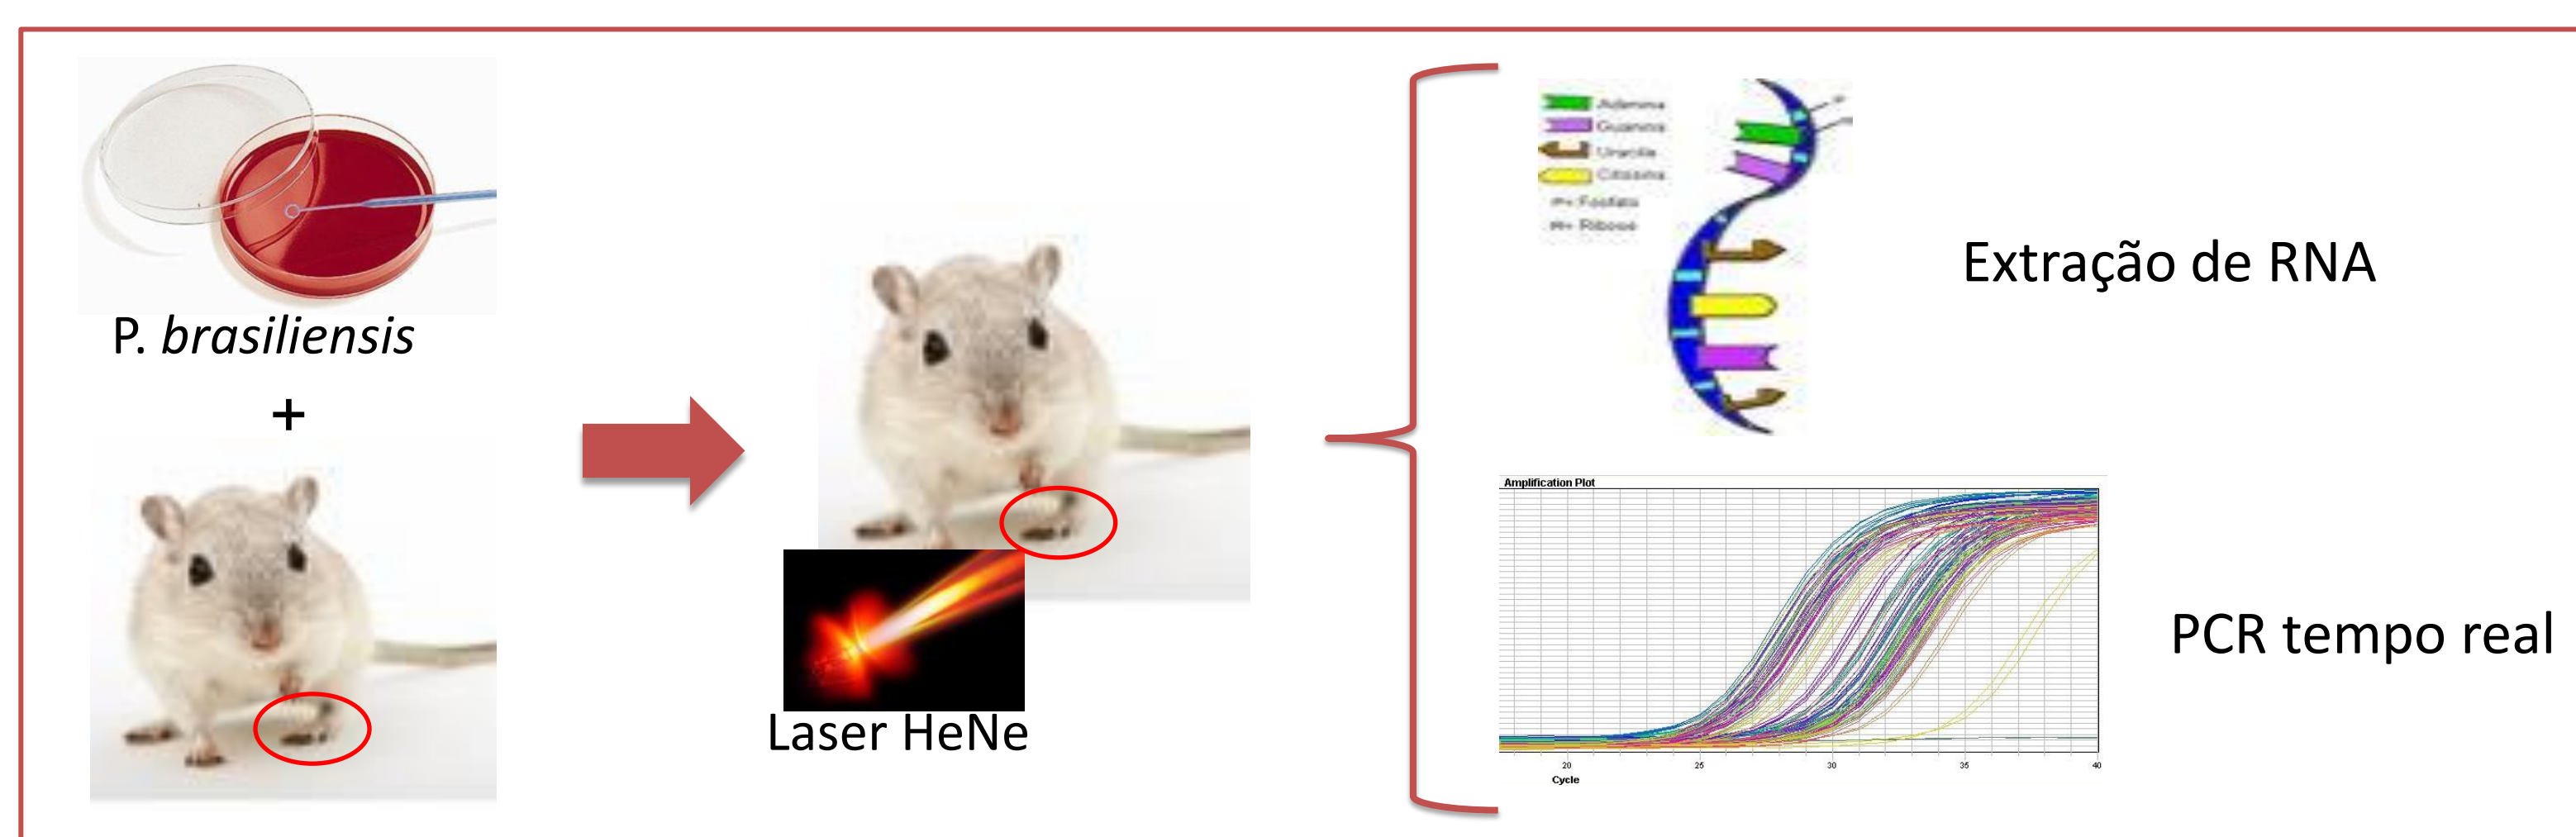 P. brasiliensis
+
Laser HeNe
Adenina
Guanina
Uracila
Citosina
Fosfato
Ribose
Extração de RNA
Amplification Plot
20 25 30 35 40
Cycle
PCR tempo real